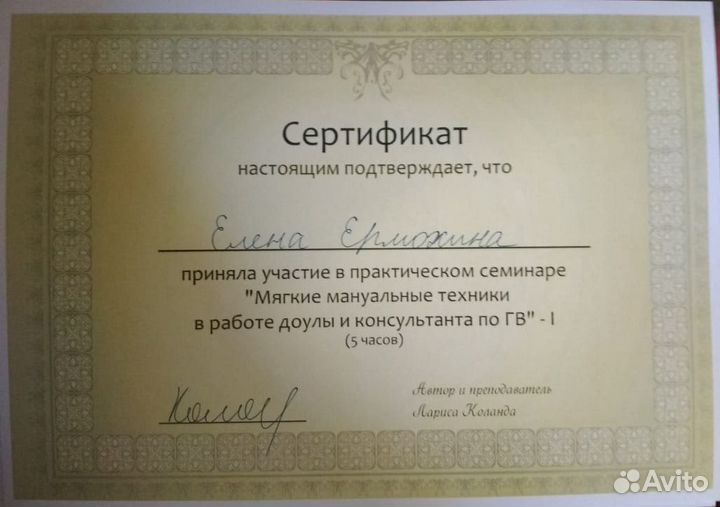 Сертификат
настоящим подтверждает, что
Елена Ермохина
приняла участие в практическом семинаре
"Мягкие мануальные техники
в работе доулы и консультанта по ГВ" - I
(5 часов)
Автор и преподаватель
Лариса Коланда
Avito